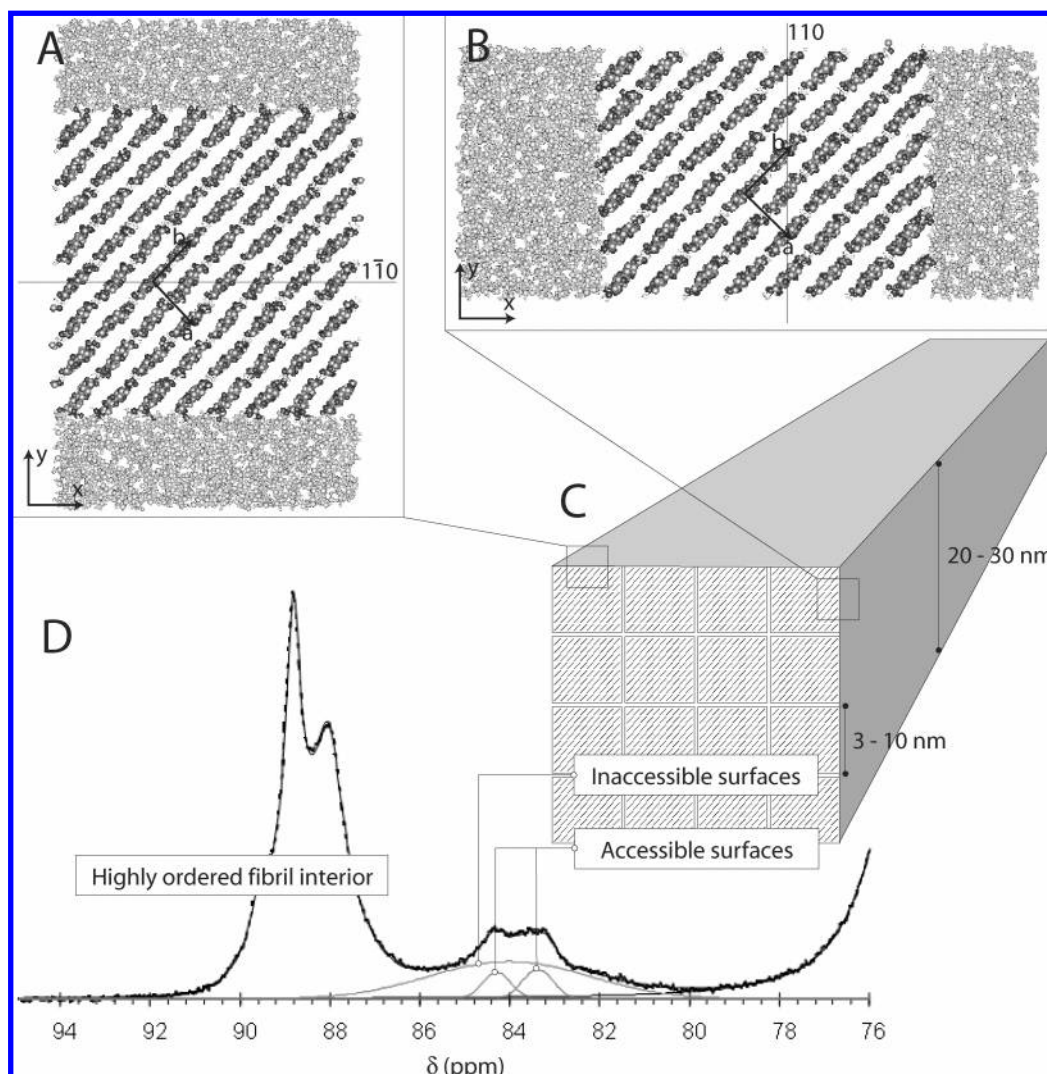 A
b
a
11̅0
y
x
B
110
b
a
y
x
C
20 - 30 nm
3 - 10 nm
Inaccessible surfaces
Accessible surfaces
D
Highly ordered fibril interior
94 92 90 88 86 84 82 80 78 76
δ (ppm)